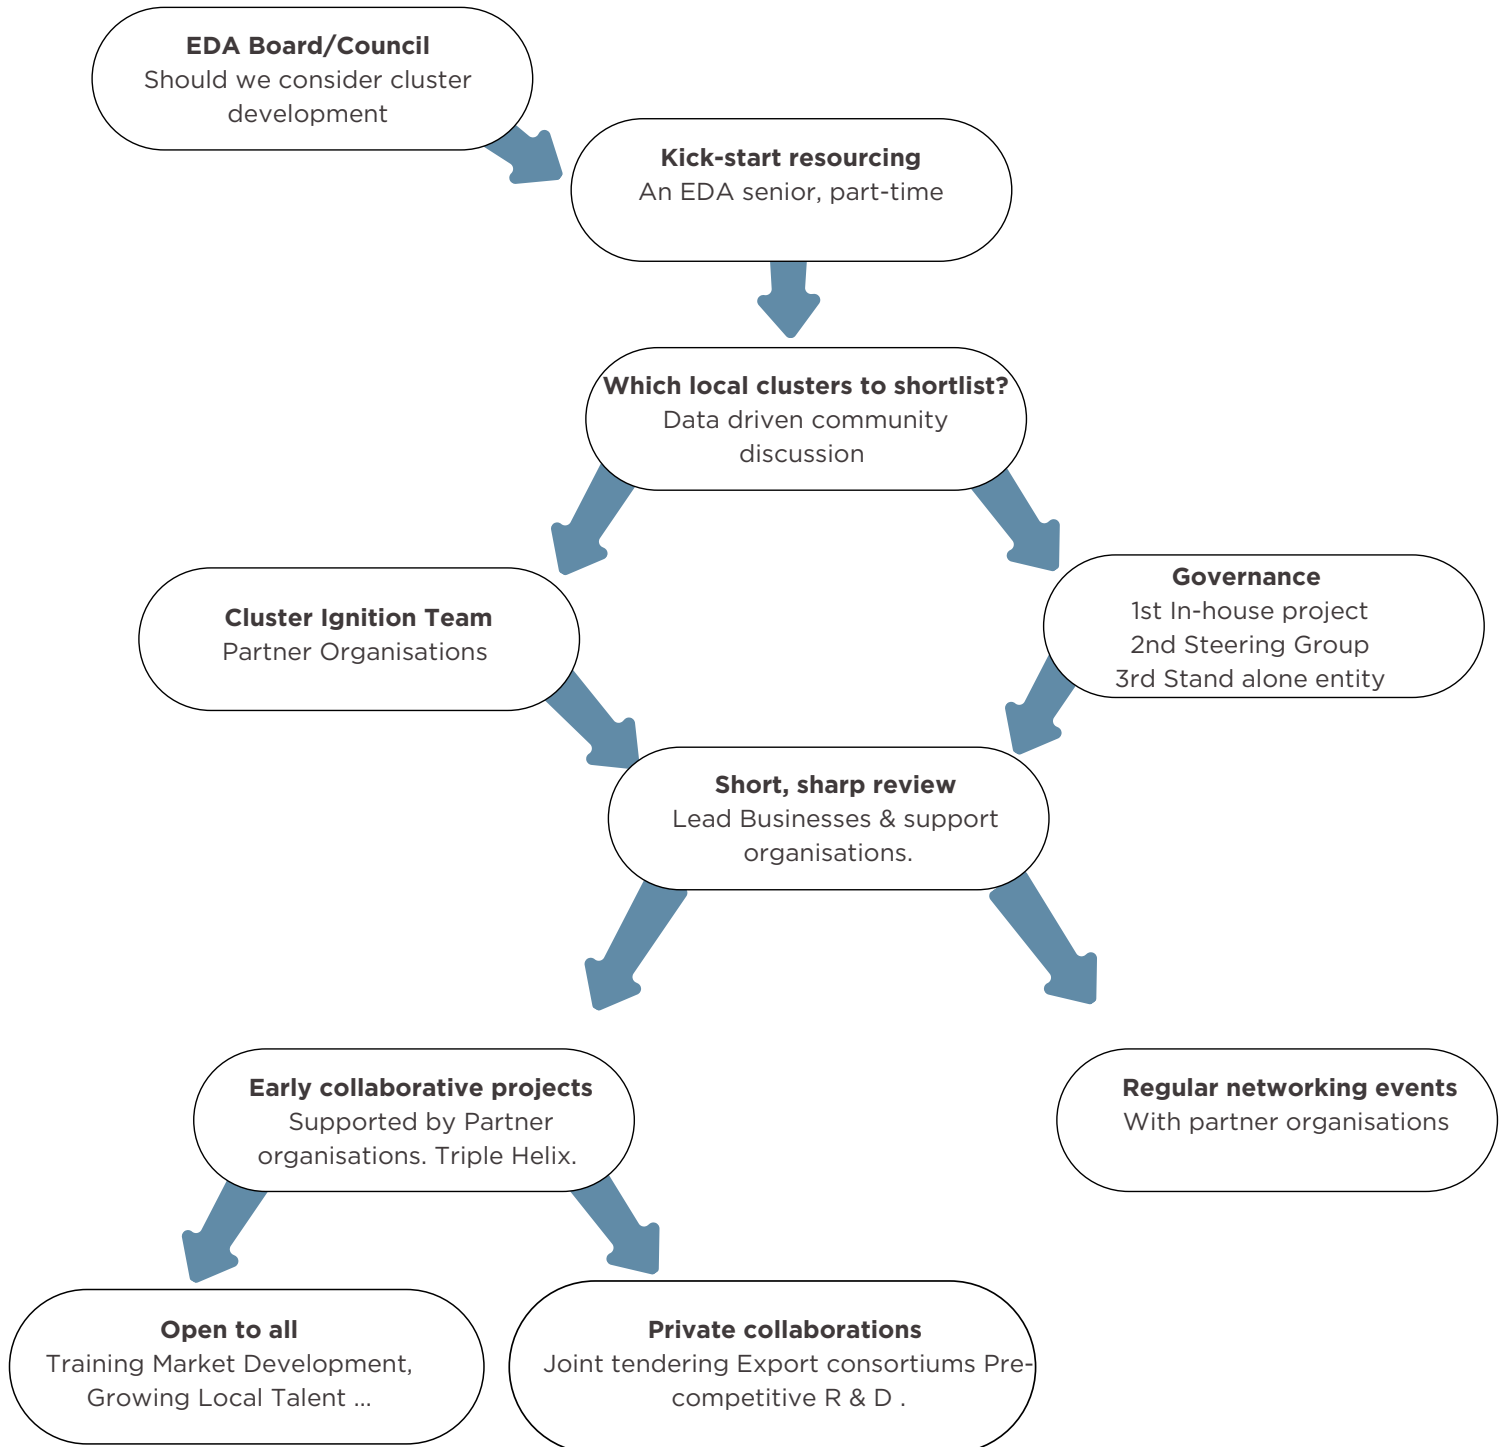 EDA Board/Council
Should we consider cluster
development
Kick-start resourcing
An EDA senior, part-time
Which local clusters to shortlist?
Data driven community
discussion
Cluster Ignition Team
Partner Organisations
Governance
1st In-house project
2nd Steering Group
3rd Stand alone entity
Short, sharp review
Lead Businesses & support
organisations.
Early collaborative projects
Supported by Partner
organisations. Triple Helix.
Regular networking events
With partner organisations
Open to all
Training Market Development,
Growing Local Talent ...
Private collaborations
Joint tendering Export consortiums Pre-
competitive R & D .